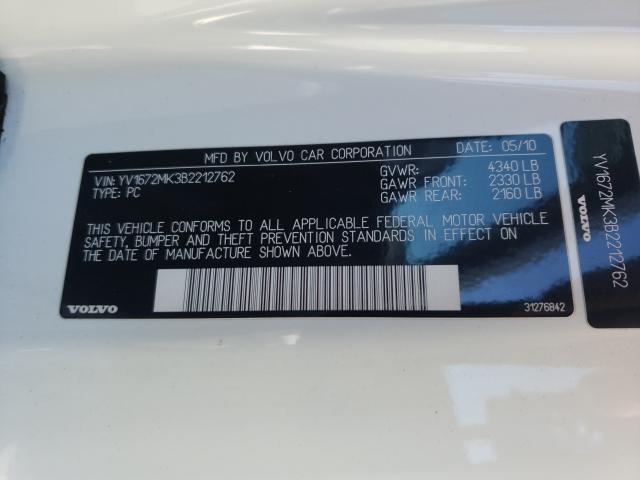 MFD BY VOLVO CAR CORPORATION DATE: 05/10
VIN: YV1672MK3B2212762 GVWR: 4340 LB
TYPE: PC GAWR FRONT: 2330 LB
GAWR REAR: 2160 LB
THIS VEHICLE CONFORMS TO ALL APPLICABLE FEDERAL MOTOR VEHICLE
SAFETY, BUMPER AND THEFT PREVENTION STANDARDS IN EFFECT ON
THE DATE OF MANUFACTURE SHOWN ABOVE.
VOLVO 31276842
YV1672MK3B2212762
VOLVO